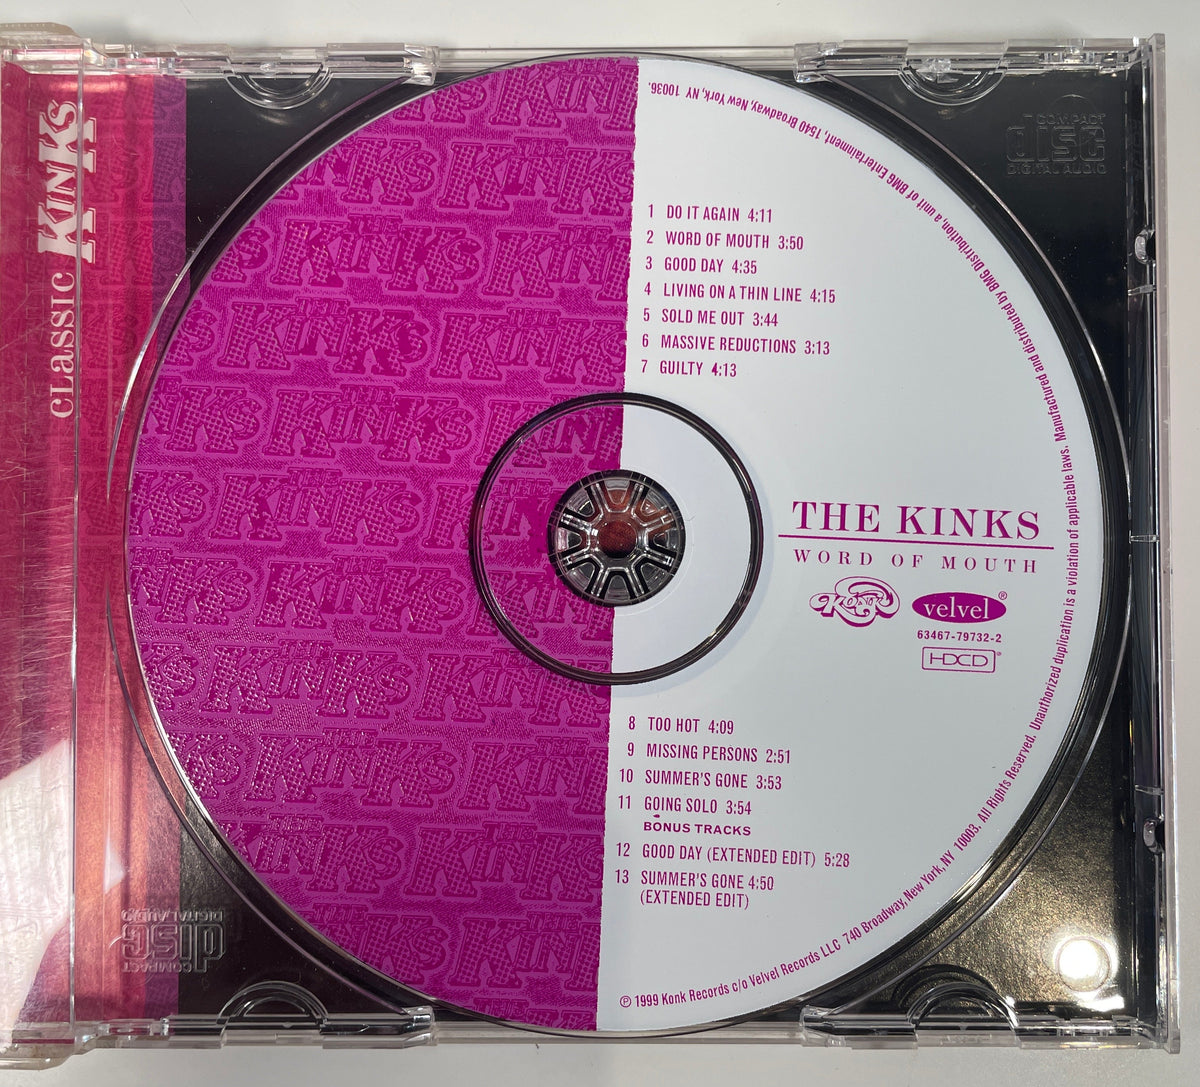 CLASSIC KINKS
1 DO IT AGAIN 4:11
2 WORD OF MOUTH 3:50
3 GOOD DAY 4:35
4 LIVING ON A THIN LINE 4:15
5 SOLD ME OUT 3:44
6 MASSIVE REDUCTIONS 3:13
7 GUILTY 4:13
THE KINKS
WORD OF MOUTH
KONK
velvel®
63467-79732-2
HDCD®
8 TOO HOT 4:09
9 MISSING PERSONS 2:51
10 SUMMER'S GONE 3:53
11 GOING SOLO 3:54
BONUS TRACKS
12 GOOD DAY (EXTENDED EDIT) 5:28
13 SUMMER'S GONE 4:50
(EXTENDED EDIT)
℗ 1999 Konk Records c/o Velvel Records LLC 740 Broadway, New York, NY 10003. All Rights Reserved. Unauthorized duplication is a violation of applicable laws. Manufactured and distributed by BMG Distribution, a unit of BMG Entertainment, 1540 Broadway, New York, NY 10036.
THE KINKS
COMPACT
disc
DIGITAL AUDIO
COMPACT
disc
DIGITAL AUDIO